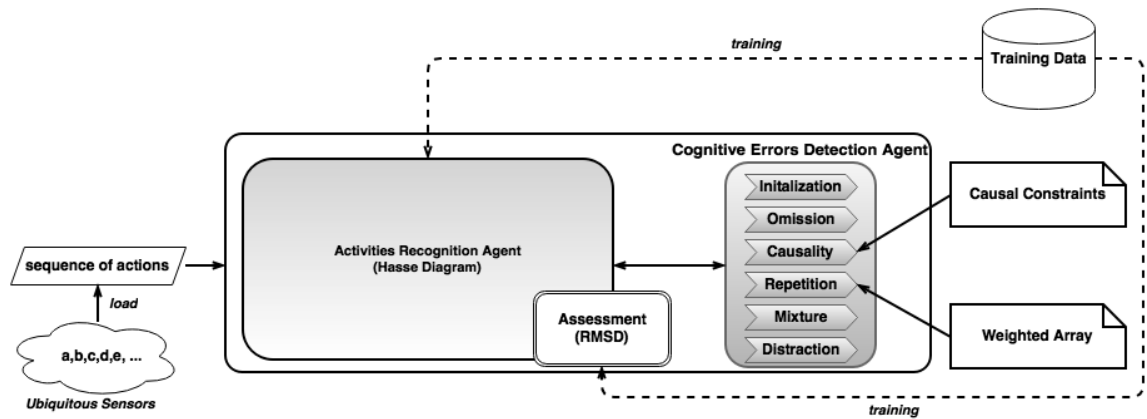 training
Training Data
Cognitive Errors Detection Agent
Initalization
Omission
Causality
Repetition
Mixture
Distraction
Causal Constraints
Weighted Array
Activities Recognition Agent
(Hasse Diagram)
Assessment
(RMSD)
sequence of actions
load
a,b,c,d,e, ...
Ubiquitous Sensors
training